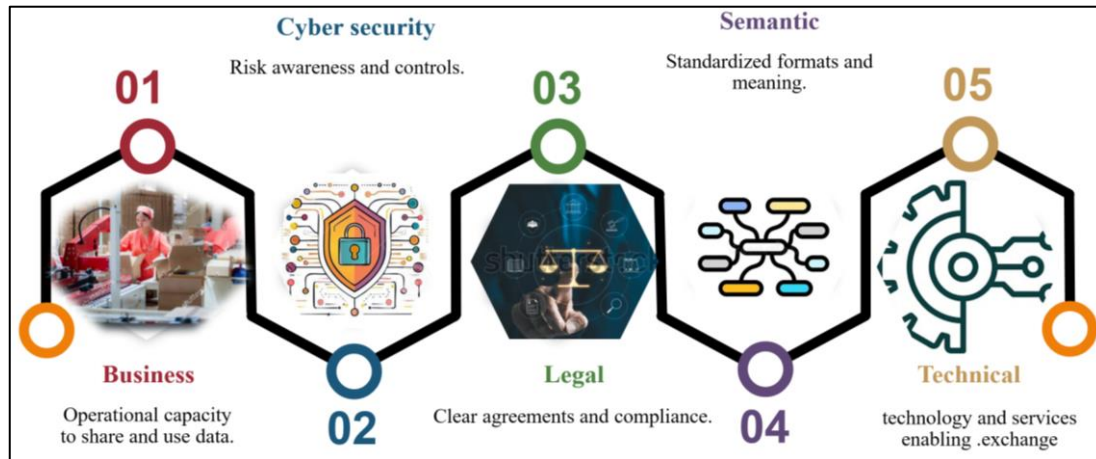 01
Business
Operational capacity
to share and use data.
Cyber security
Risk awareness and controls.
02
03
Legal
Clear agreements and compliance.
Semantic
Standardized formats and
meaning.
04
05
Technical
technology and services
enabling .exchange